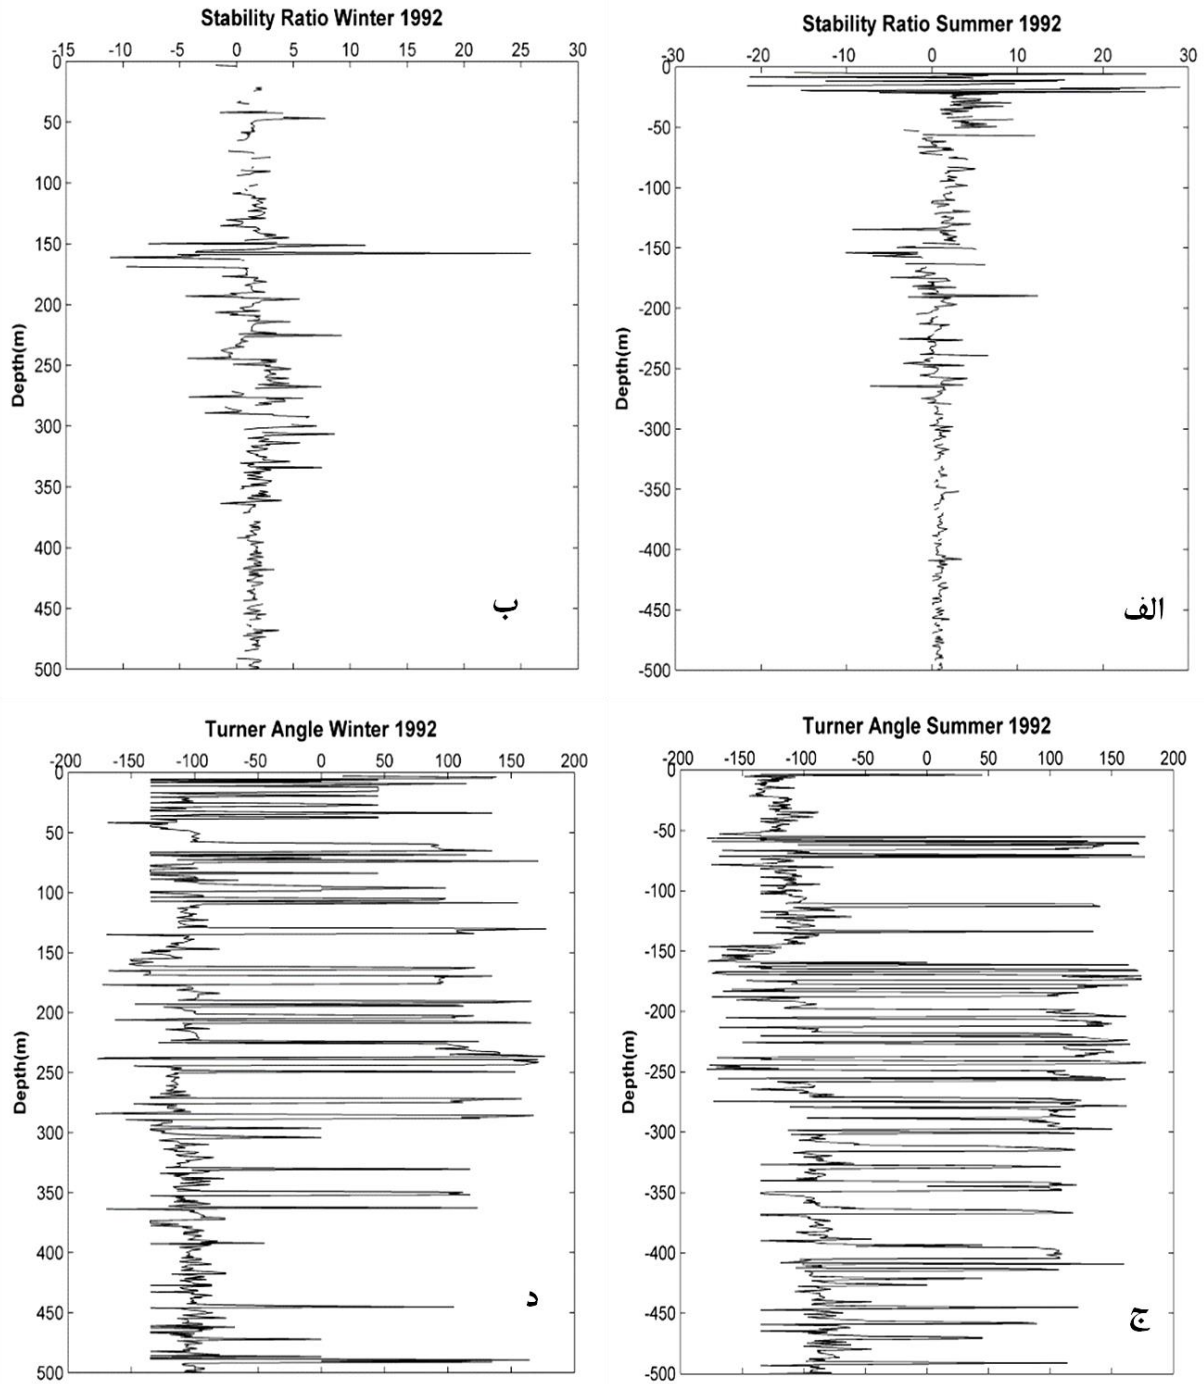 Stability Ratio Winter 1992
-15 -10 -5 0 5 10 15 20 25 30
0
50
100
150
200
250
300
350
400
450
500
Depth(m)
ب
Stability Ratio Summer 1992
-30 -20 -10 0 10 20 30
0
-50
-100
-150
-200
-250
-300
-350
-400
-450
-500
Depth(m)
الف
Turner Angle Winter 1992
-200 -150 -100 -50 0 50 100 150 200
0
50
100
150
200
250
300
350
400
450
500
Depth(m)
د
Turner Angle Summer 1992
-200 -150 -100 -50 0 50 100 150 200
0
-50
-100
-150
-200
-250
-300
-350
-400
-450
-500
Depth(m)
ج